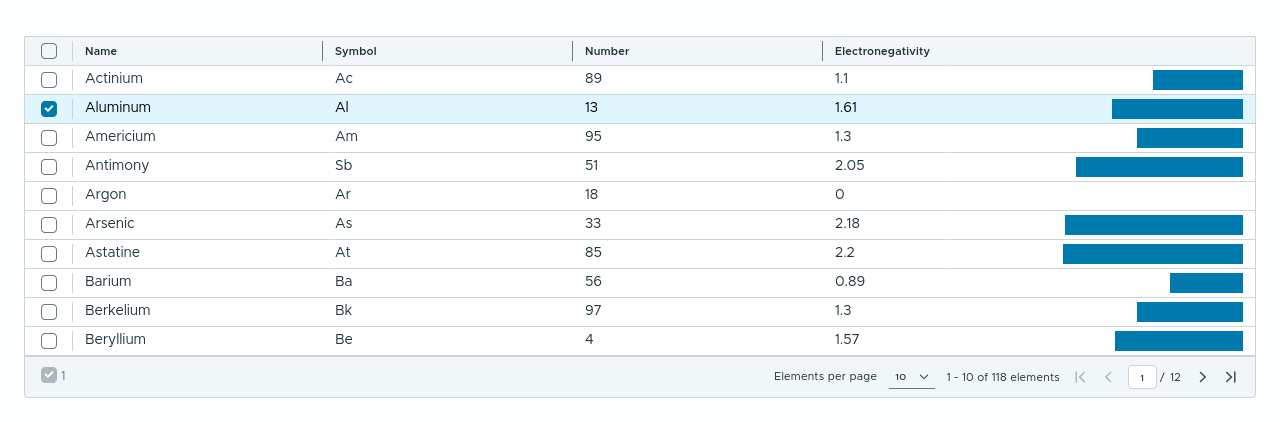 Name Symbol Number Electronegativity
Actinium Ac 89 1.1
Aluminum Al 13 1.61
Americium Am 95 1.3
Antimony Sb 51 2.05
Argon Ar 18 0
Arsenic As 33 2.18
Astatine At 85 2.2
Barium Ba 56 0.89
Berkelium Bk 97 1.3
Beryllium Be 4 1.57
1 Elements per page 10 1 - 10 of 118 elements 1 / 12